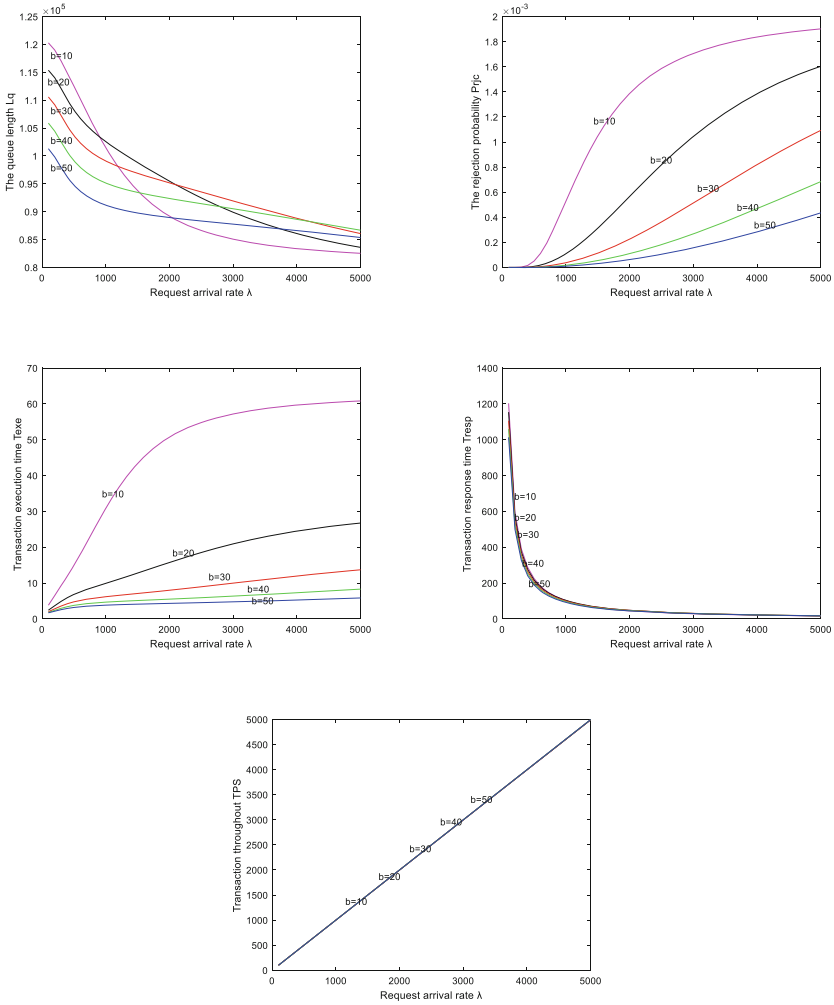 ×10^5
1.25
1.2
1.15
1.1
1.05
1
0.95
0.9
0.85
0.8
b=10
b=20
b=30
b=40
b=50
0 1000 2000 3000 4000 5000
Request arrival rate λ
The queue length Lq
×10^-3
2
1.8
1.6
1.4
1.2
1
0.8
0.6
0.4
0.2
0
b=10
b=20
b=30
b=40
b=50
0 1000 2000 3000 4000 5000
Request arrival rate λ
The rejection probability Prjc
70
60
50
40
30
20
10
0
b=10
b=20
b=30
b=40
b=50
0 1000 2000 3000 4000 5000
Request arrival rate λ
Transaction execution time Texe
1400
1200
1000
800
600
400
200
0
b=10
b=20
b=30
b=40
b=50
0 1000 2000 3000 4000 5000
Request arrival rate λ
Transaction response time Tresp
5000
4500
4000
3500
3000
2500
2000
1500
1000
500
0
b=50
b=40
b=30
b=20
b=10
0 1000 2000 3000 4000 5000
Request arrival rate λ
Transaction throughout TPS